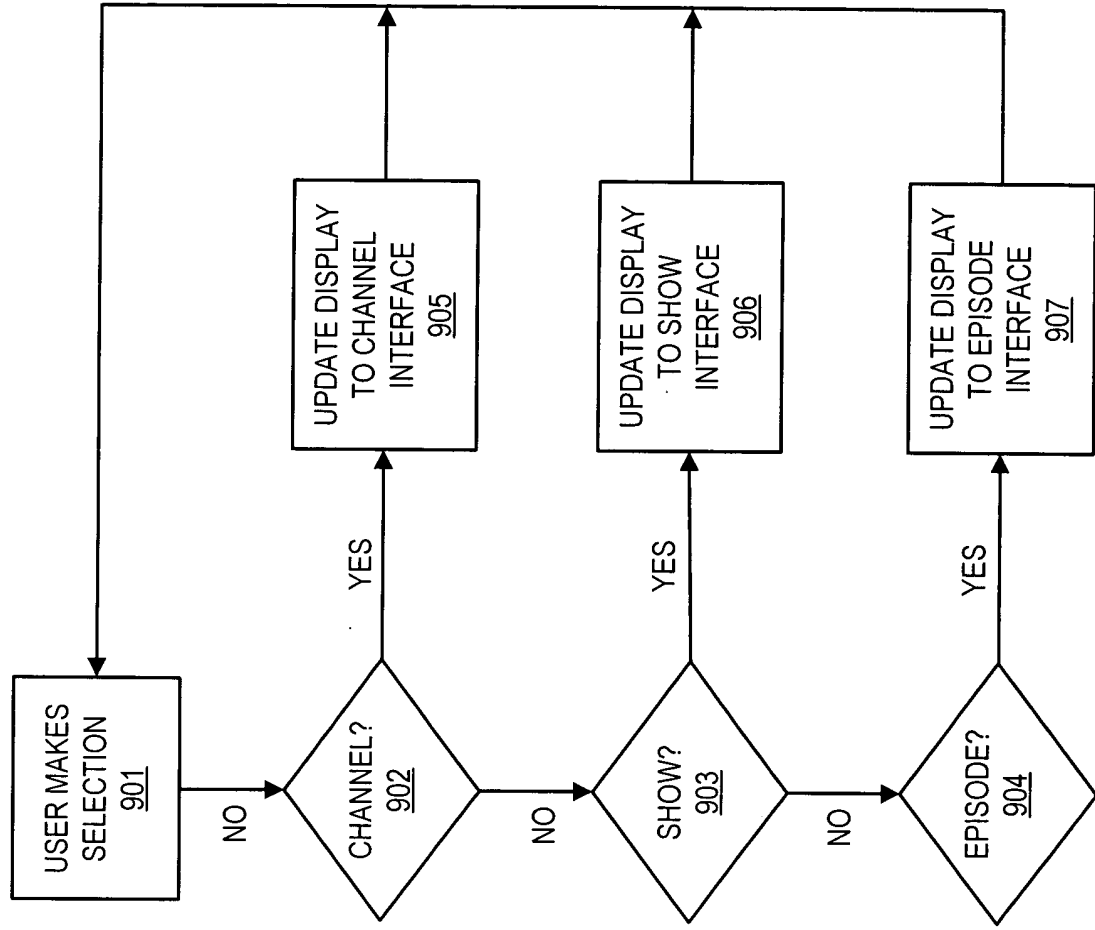 USER MAKES
SELECTION
901
NO
CHANNEL?
902
YES
UPDATE DISPLAY
TO CHANNEL
INTERFACE
905
NO
SHOW?
903
YES
UPDATE DISPLAY
TO SHOW
INTERFACE
906
NO
EPISODE?
904
YES
UPDATE DISPLAY
TO EPISODE
INTERFACE
907